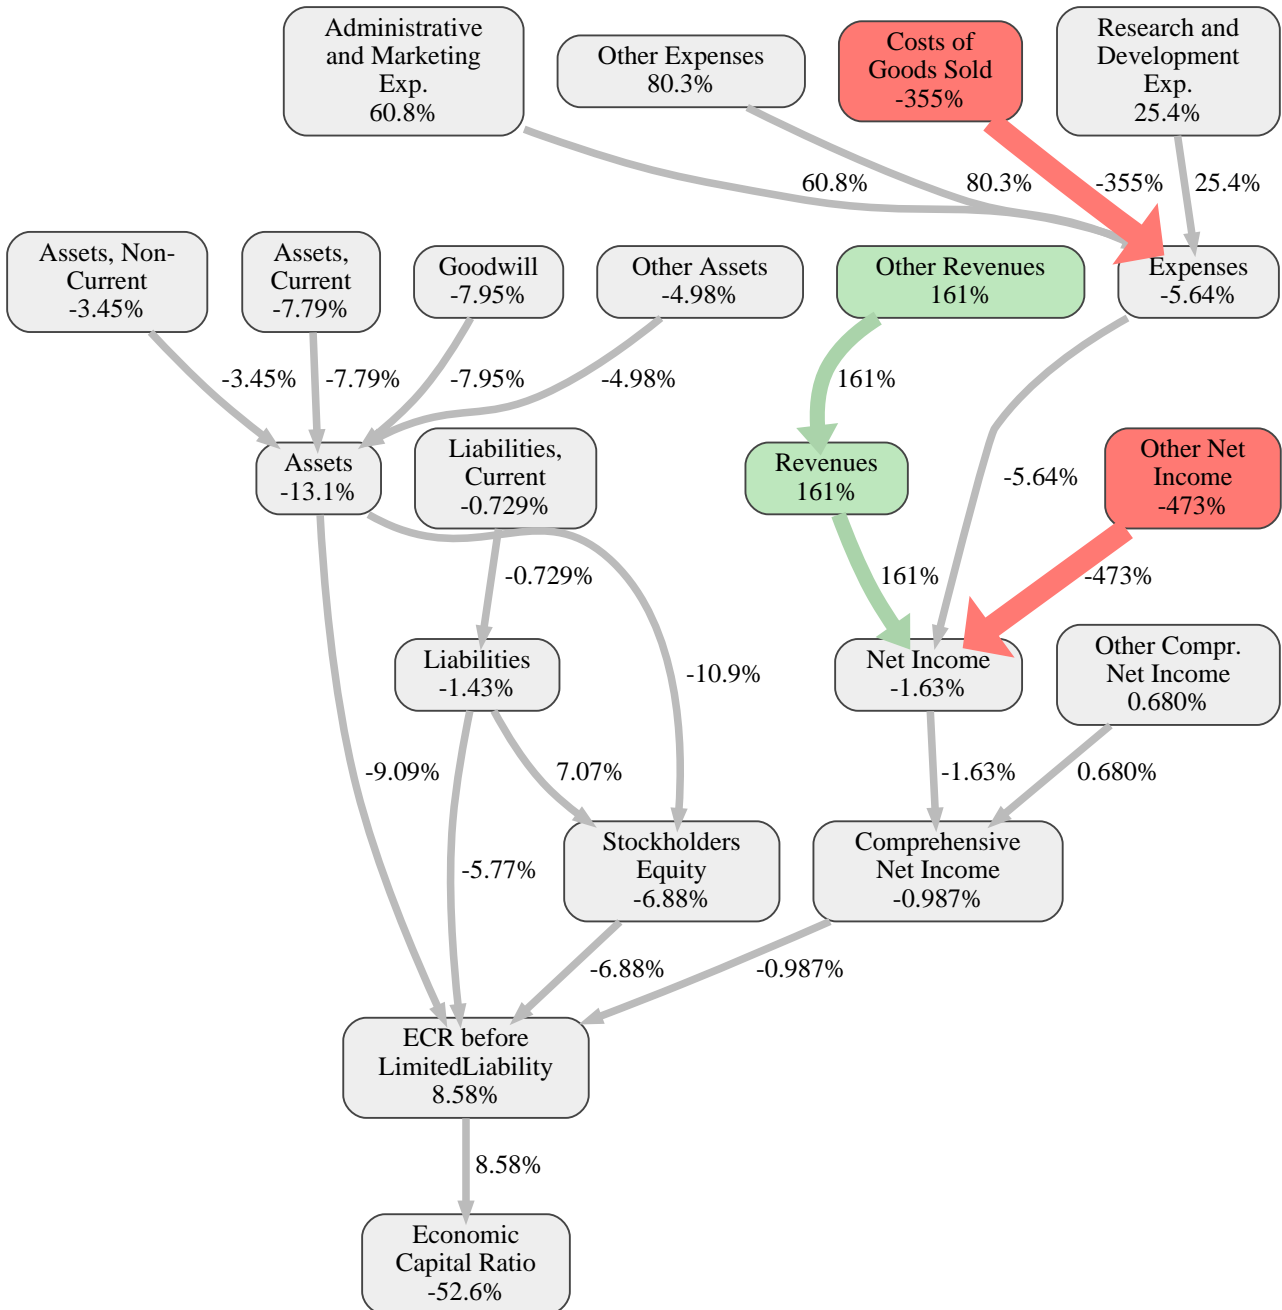 Administrative
and Marketing
Exp.
60.8%
Other Expenses
80.3%
Costs of
Goods Sold
-355%
Research and
Development
Exp.
25.4%
60.8%
80.3%
-355%
25.4%
Assets, Non-
Current
-3.45%
Assets,
Current
-7.79%
Goodwill
-7.95%
Other Assets
-4.98%
Other Revenues
161%
Expenses
-5.64%
-3.45%
-7.79%
-7.95%
-4.98%
161%
Assets
-13.1%
Liabilities,
Current
-0.729%
Revenues
161%
-5.64%
Other Net
Income
-473%
-0.729%
161%
-473%
Liabilities
-1.43%
-10.9%
Net Income
-1.63%
Other Compr.
Net Income
0.680%
-9.09%
7.07%
-1.63%
0.680%
-5.77%
Stockholders
Equity
-6.88%
Comprehensive
Net Income
-0.987%
-6.88%
-0.987%
ECR before
LimitedLiability
8.58%
8.58%
Economic
Capital Ratio
-52.6%